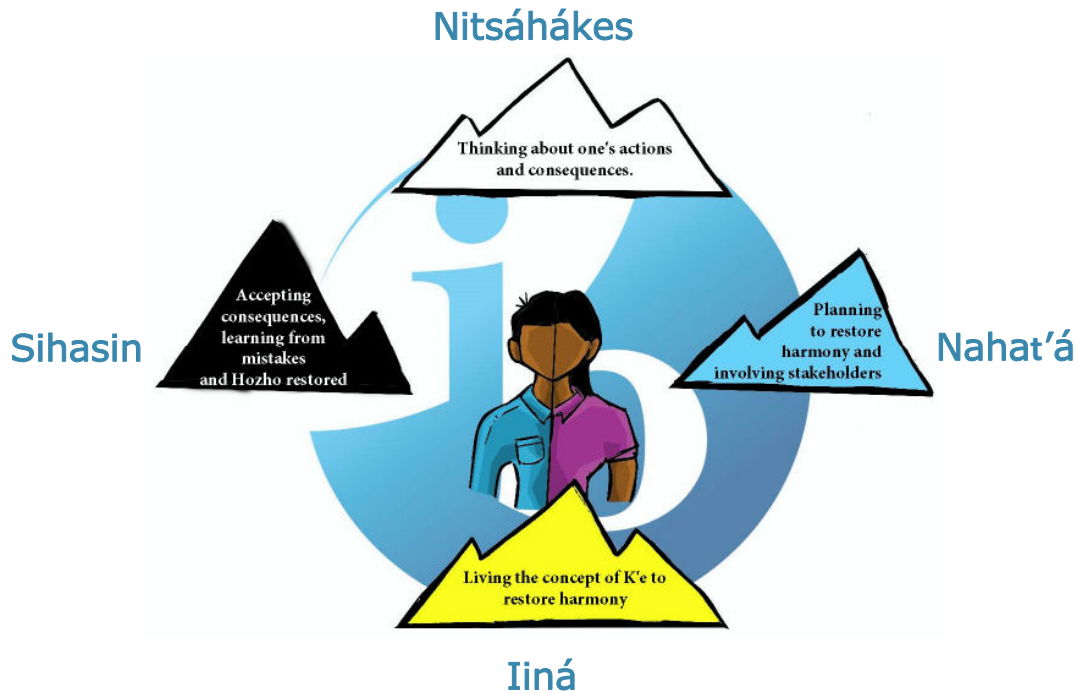 Nitsáhákes
Thinking about one's actions
and consequences.
Accepting
consequences,
learning from
mistakes
and Hozho restored
Sihasin
Planning
to restore
harmony and
involving stakeholders
Nahat'á
Living the concept of K'e to
restore harmony
Iiná